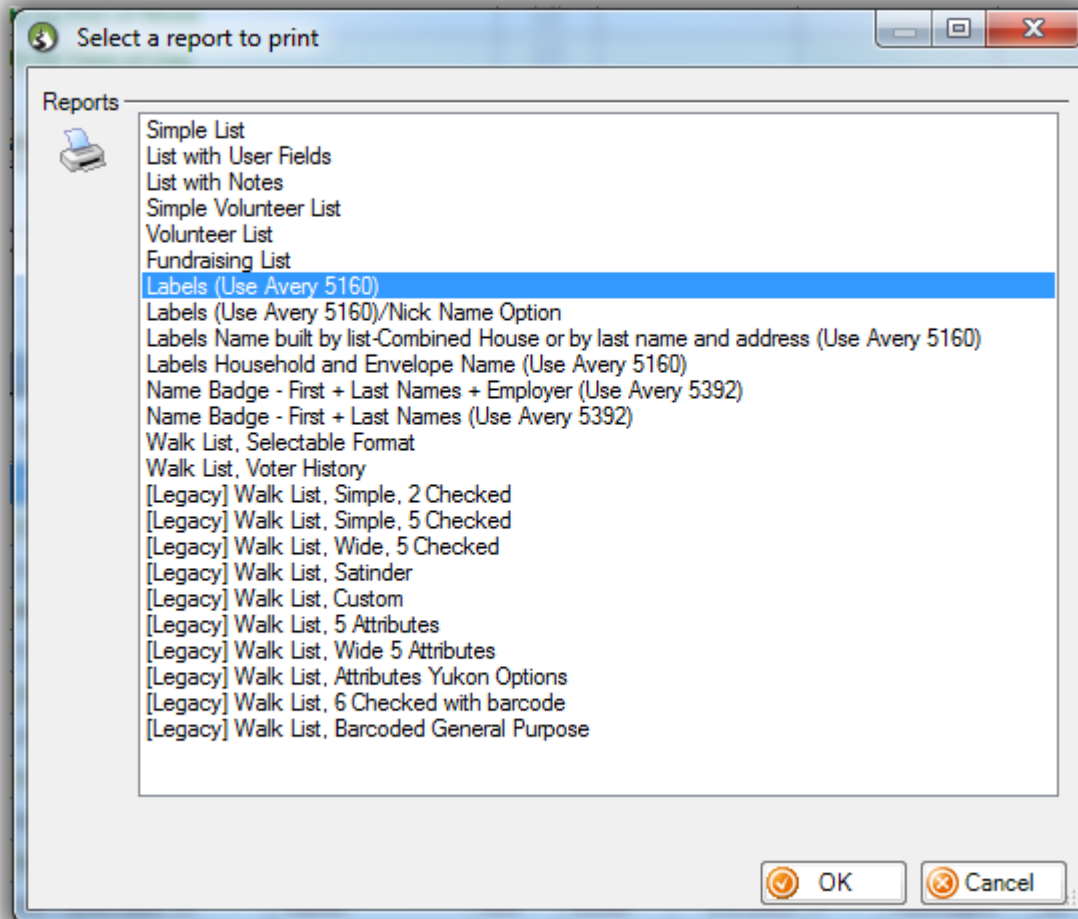 Select a report to print
Reports
Simple List
List with User Fields
List with Notes
Simple Volunteer List
Volunteer List
Fundraising List
Labels (Use Avery 5160)
Labels (Use Avery 5160)/Nick Name Option
Labels Name built by list-Combined House or by last name and address (Use Avery 5160)
Labels Household and Envelope Name (Use Avery 5160)
Name Badge - First + Last Names + Employer (Use Avery 5392)
Name Badge - First + Last Names (Use Avery 5392)
Walk List, Selectable Format
Walk List, Voter History
[Legacy] Walk List, Simple, 2 Checked
[Legacy] Walk List, Simple, 5 Checked
[Legacy] Walk List, Wide, 5 Checked
[Legacy] Walk List, Satinder
[Legacy] Walk List, Custom
[Legacy] Walk List, 5 Attributes
[Legacy] Walk List, Wide 5 Attributes
[Legacy] Walk List, Attributes Yukon Options
[Legacy] Walk List, 6 Checked with barcode
[Legacy] Walk List, Barcoded General Purpose
OK Cancel